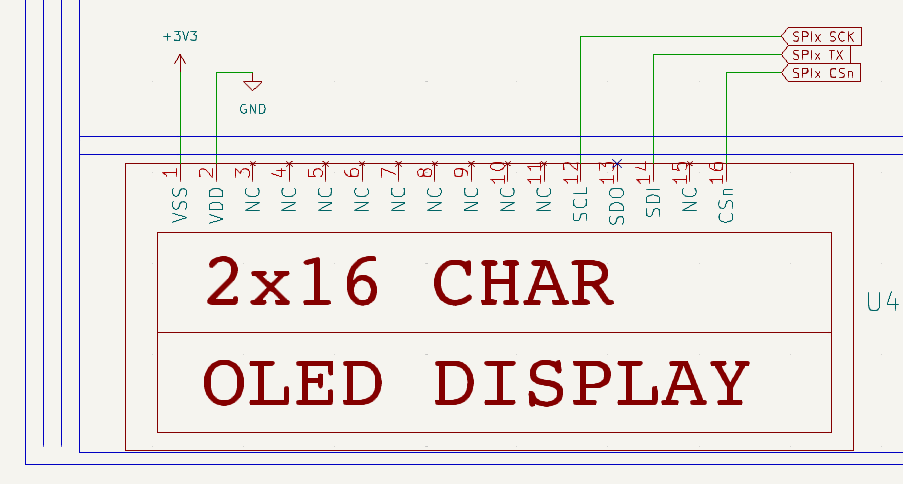 +3V3
GND
SPIx SCK
SPIx TX
SPIx CSn
1 2 3 4 5 6 7 8 9 10 11 12 13 14 15 16
VSS VDD NC NC NC NC NC NC NC NC NC SCL SDO SDI NC CSn
2x16 CHAR
U4
OLED DISPLAY